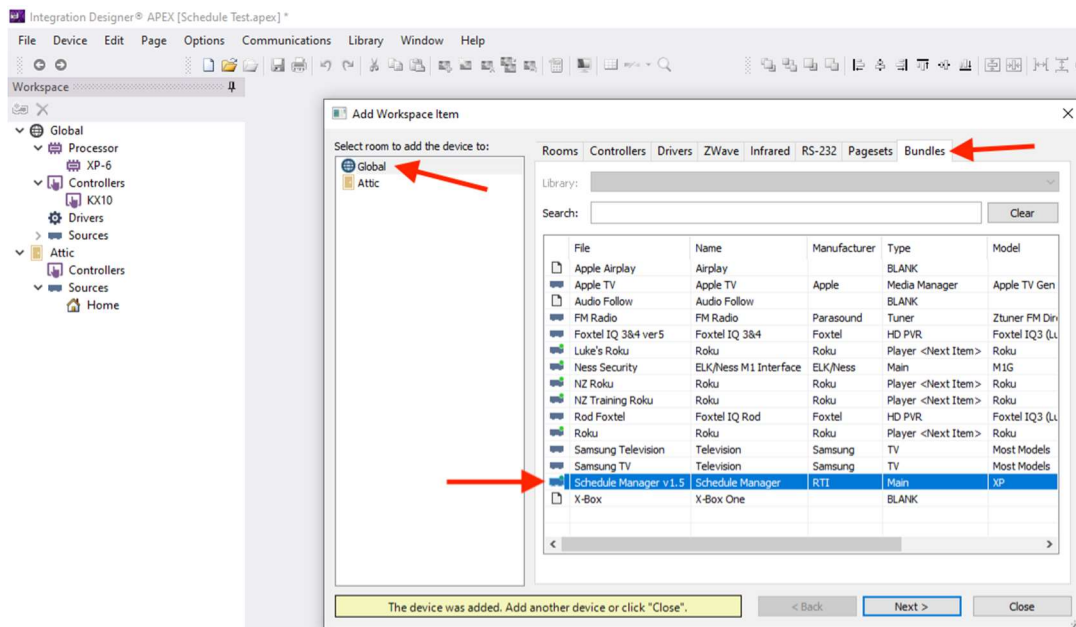 Integration Designer® APEX [Schedule Test.apex] *
File Device Edit Page Options Communications Library Window Help
Workspace
Global
Processor
XP-6
Controllers
KX10
Drivers
Sources
Attic
Controllers
Sources
Home
Add Workspace Item
Select room to add the device to:
Global
Attic
Rooms Controllers Drivers ZWave Infrared RS-232 Pagesets Bundles
Library:
Search: Clear
File Name Manufacturer Type Model
Apple Airplay Airplay BLANK
Apple TV Apple TV Apple Media Manager Apple TV Gen
Audio Follow Audio Follow BLANK
FM Radio FM Radio Parasound Tuner Ztuner FM Dir
Foxtel IQ 3&4 ver5 Foxtel IQ 3&4 Foxtel HD PVR Foxtel IQ3 (Lu
Luke's Roku Roku Roku Player <Next Item> Roku
Ness Security ELK/Ness M1 Interface ELK/Ness Main M1G
NZ Roku Roku Roku Player <Next Item> Roku
NZ Training Roku Roku Roku Player <Next Item> Roku
Rod Foxtel Foxtel IQ Rod Foxtel HD PVR Foxtel IQ3 (Lu
Roku Roku Roku Player <Next Item> Roku
Samsung Television Television Samsung TV Most Models
Samsung TV Television Samsung TV Most Models
Schedule Manager v1.5 Schedule Manager RTI Main XP
X-Box X-Box One BLANK
The device was added. Add another device or click "Close".
< Back Next > Close